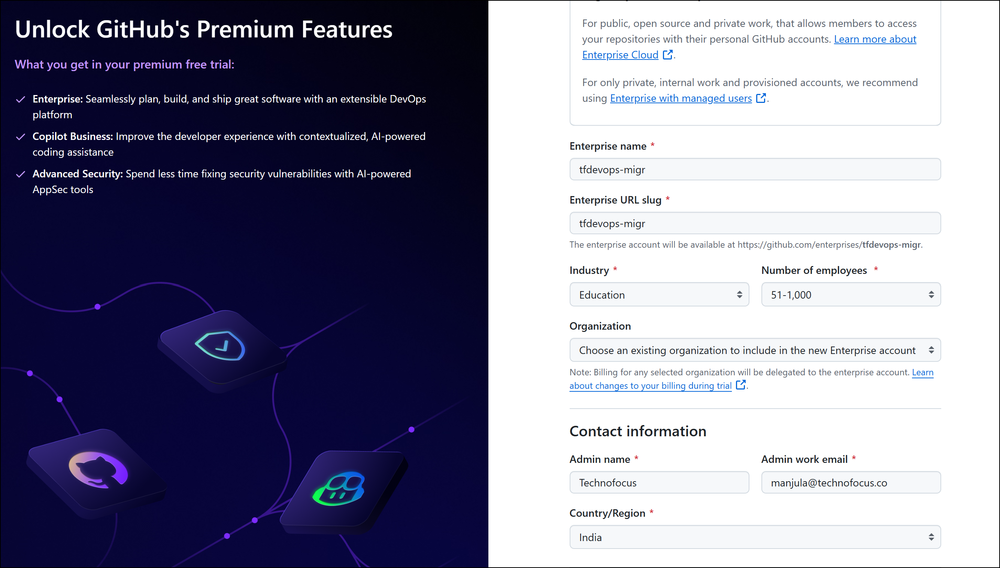 Unlock GitHub's Premium Features
What you get in your premium free trial:
Enterprise: Seamlessly plan, build, and ship great software with an extensible DevOps
platform
Copilot Business: Improve the developer experience with contextualized, AI-powered
coding assistance
Advanced Security: Spend less time fixing security vulnerabilities with AI-powered
AppSec tools
For public, open source and private work, that allows members to access
your repositories with their personal GitHub accounts. Learn more about
Enterprise Cloud.
For only private, internal work and provisioned accounts, we recommend
using Enterprise with managed users.
Enterprise name *
tfdevops-migr
Enterprise URL slug *
tfdevops-migr
The enterprise account will be available at https://github.com/enterprises/tfdevops-migr.
Industry * Number of employees *
Education 51-1,000
Organization
Choose an existing organization to include in the new Enterprise account
Note: Billing for any selected organization will be delegated to the enterprise account. Learn
about changes to your billing during trial.
Contact information
Admin name * Admin work email *
Technofocus manjula@technofocus.co
Country/Region *
India